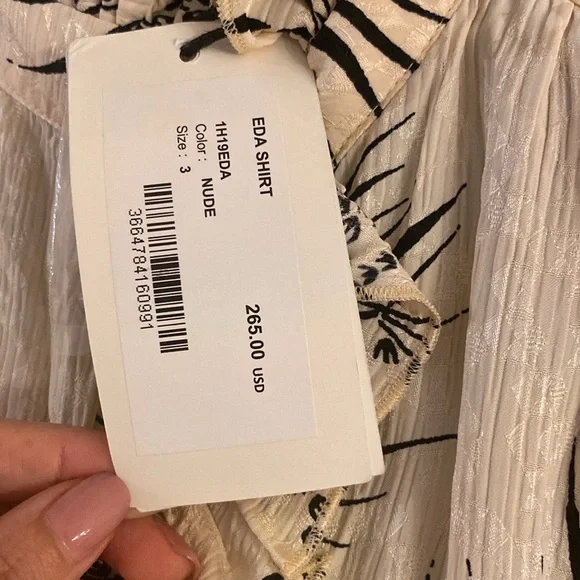 EDA SHIRT
265.00 USD
1H19EDA
Color : NUDE
Size : 3
3664784160991